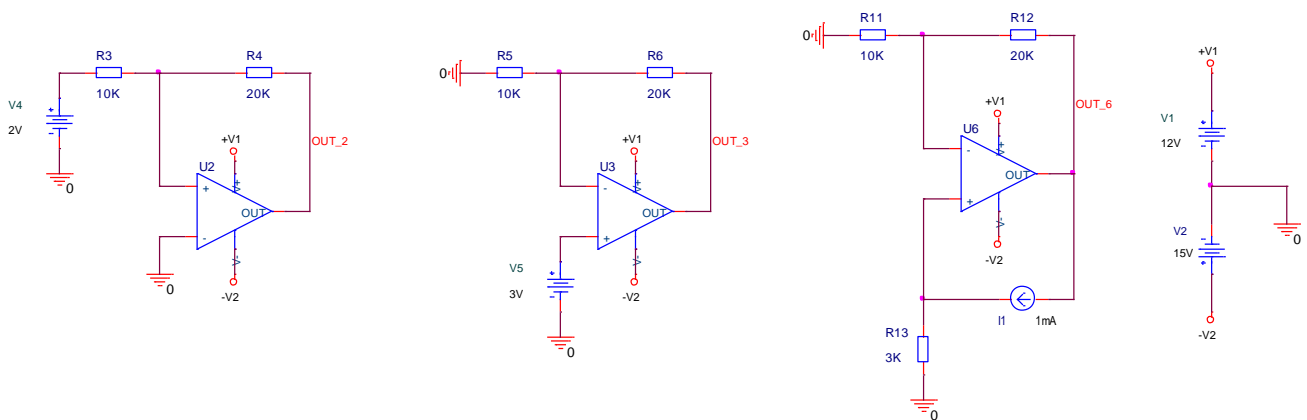 R3
10K
R4
20K
V4
2V
+
-
0
+V1
U2
V+
+
-
OUT
V-
-V2
0
OUT_2
0
R5
10K
R6
20K
+V1
U3
V+
-
+
OUT
V-
-V2
V5
3V
+
-
0
OUT_3
0
R11
10K
R12
20K
+V1
U6
V+
-
+
OUT
V-
-V2
OUT_6
I1
1mA
R13
3K
0
+V1
V1
12V
+
-
0
V2
15V
+
-
-V2